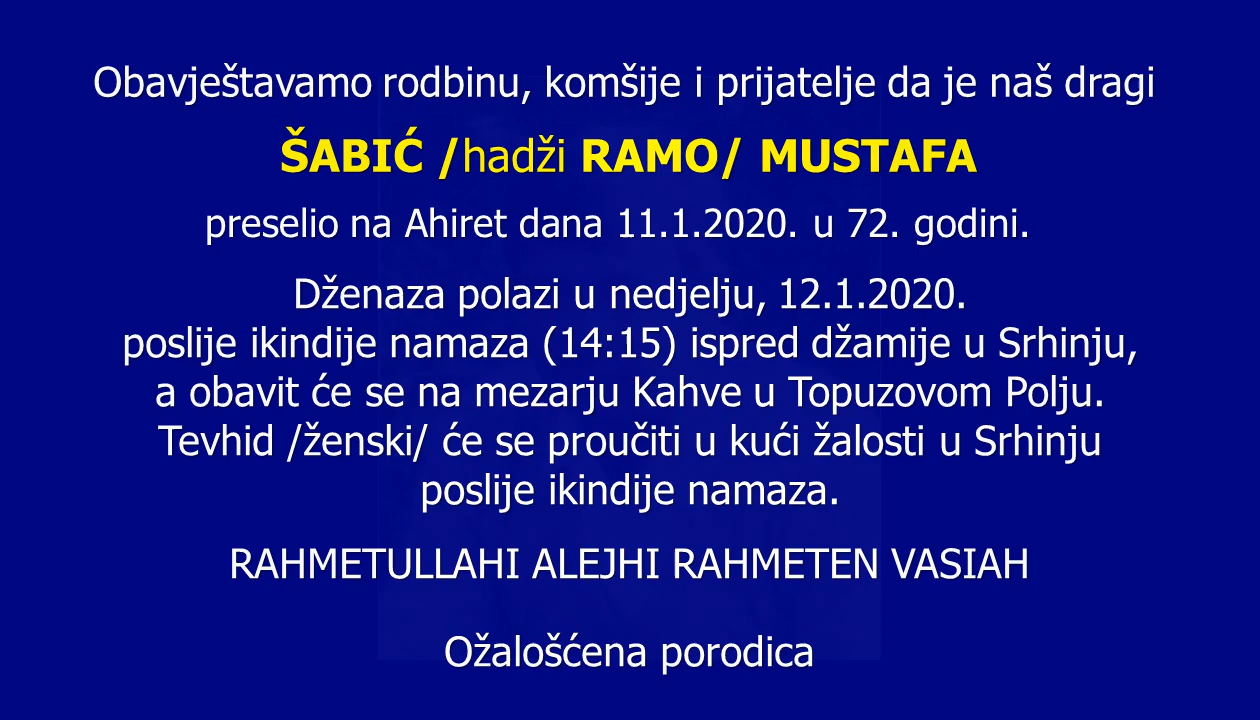 Obavještavamo rodbinu, komšije i prijatelje da je naš dragi
ŠABIĆ /hadži RAMO/ MUSTAFA
preselio na Ahiret dana 11.1.2020. u 72. godini.
Dženaza polazi u nedjelju, 12.1.2020.
poslije ikindije namaza (14:15) ispred džamije u Srhinju,
a obavit će se na mezarju Kahve u Topuzovom Polju.
Tevhid /ženski/ će se proučiti u kući žalosti u Srhinju
poslije ikindije namaza.
RAHMETULLAHI ALEJHI RAHMETEN VASIAH
Ožalošćena porodica